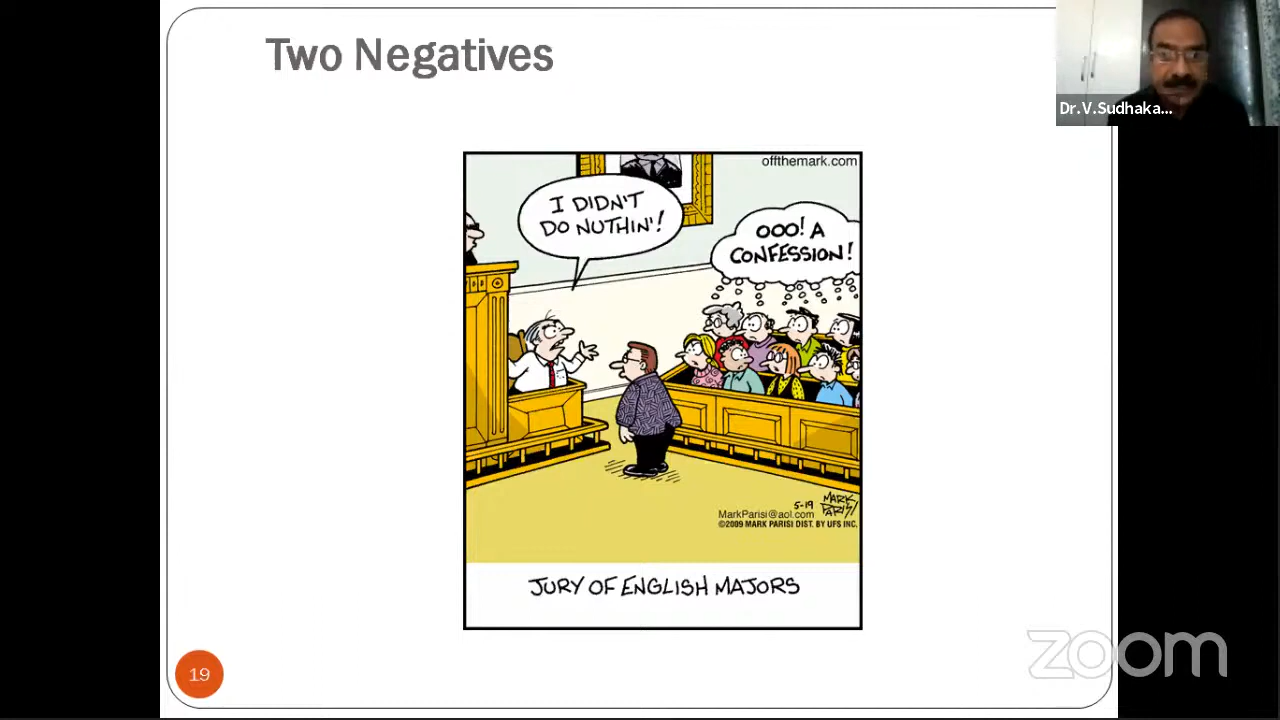 Two Negatives
Dr.V.Sudhaka...
offthemark.com
I DIDN'T
DO NUTHIN'!
OOO! A
CONFESSION!
5-19
MARK
PARISI
MarkParisi@aol.com
©2009 MARK PARISI DIST. BY UFS INC.
JURY OF ENGLISH MAJORS
19
zoom